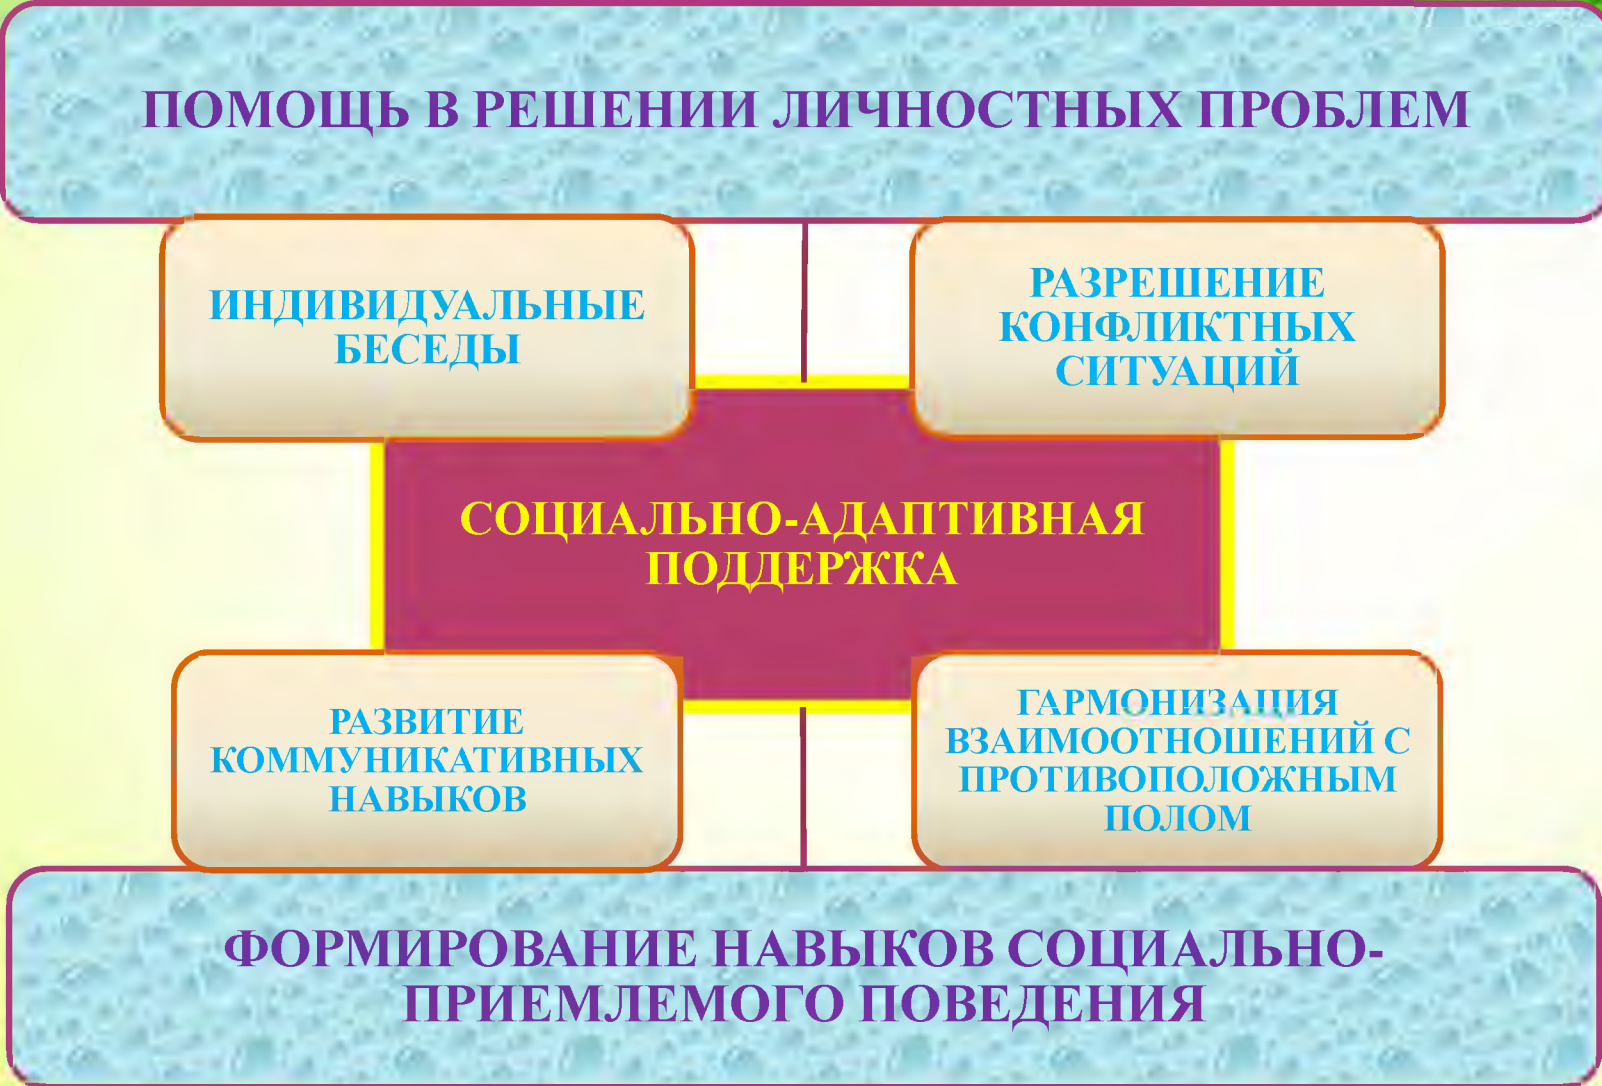 ПОМОЩЬ В РЕШЕНИИ ЛИЧНОСТНЫХ ПРОБЛЕМ
ИНДИВИДУАЛЬНЫЕ
БЕСЕДЫ
РАЗРЕШЕНИЕ
КОНФЛИКТНЫХ
СИТУАЦИЙ
СОЦИАЛЬНО-АДАПТИВНАЯ
ПОДДЕРЖКА
РАЗВИТИЕ
КОММУНИКАТИВНЫХ
НАВЫКОВ
ГАРМОНИЗАЦИЯ
ВЗАИМООТНОШЕНИЙ С
ПРОТИВОПОЛОЖНЫМ
ПОЛОМ
ФОРМИРОВАНИЕ НАВЫКОВ СОЦИАЛЬНО-
ПРИЕМЛЕМОГО ПОВЕДЕНИЯ